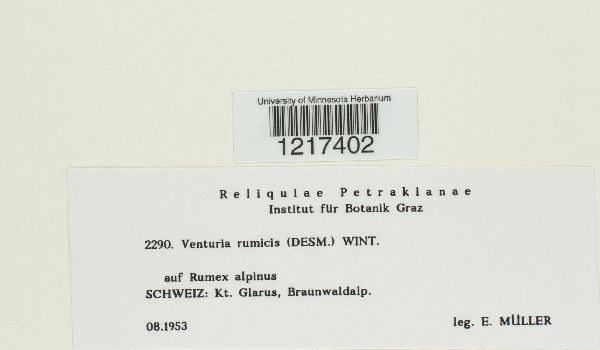 University of Minnesota Herbarium
1217402
Reliquiae Petrakianae
Institut für Botanik Graz
2290. Venturia rumicis (DESM.) WINT.
auf Rumex alpinus
SCHWEIZ: Kt. Glarus, Braunwaldalp.
08.1953 leg. E. MÜLLER